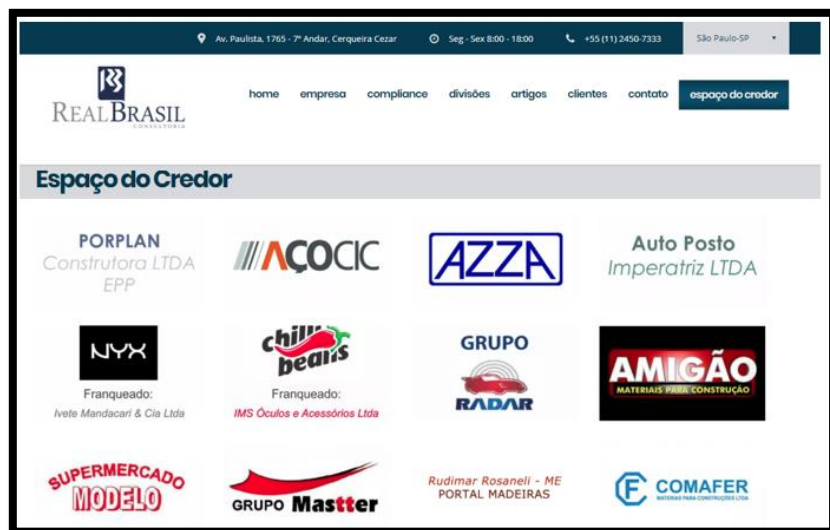 Av. Paulista, 1765 - 7º Andar, Cerqueira Cezar
Seg - Sex 8:00 - 18:00
+55 (11) 2450-7333
São Paulo-SP
REAL BRASIL
CONSULTORIA
home empresa compliance divisões artigos clientes contato espaço do credor
Espaço do Credor
PORPLAN
Construtora LTDA
EPP
AÇOCIC
AZZA
Auto Posto
Imperatriz LTDA
NYX
Franqueado:
Ivete Mandacari & Cia Ltda
chilli
beans
Franqueado:
IMS Óculos e Acessórios Ltda
GRUPO
RADAR
AMIGÃO
MATERIAIS PARA CONSTRUÇÃO
SUPERMERCADO
MODELO
GRUPO Mastter
Rudimar Rosaneli - ME
PORTAL MADEIRAS
COMAFER
MATERIAIS PARA CONSTRUÇÕES LTDA